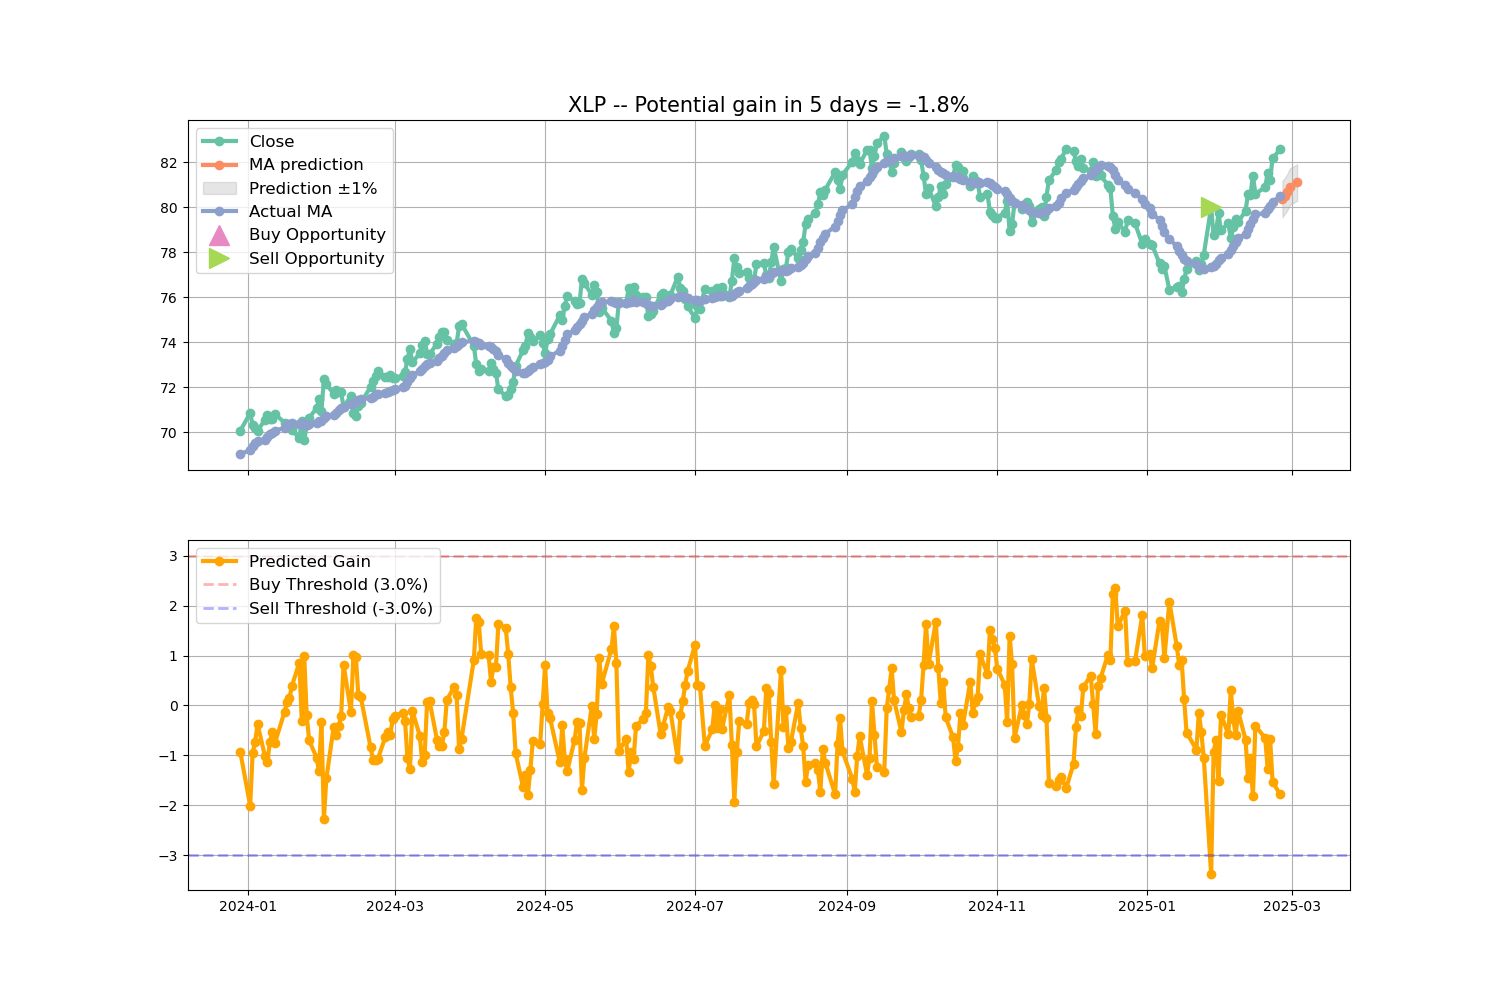 XLP -- Potential gain in 5 days = -1.8%
Close
MA prediction
Prediction ±1%
Actual MA
Buy Opportunity
Sell Opportunity
82
80
78
76
74
72
70
Predicted Gain
Buy Threshold (3.0%)
Sell Threshold (-3.0%)
3
2
1
0
−1
−2
−3
2024-01 2024-03 2024-05 2024-07 2024-09 2024-11 2025-01 2025-03